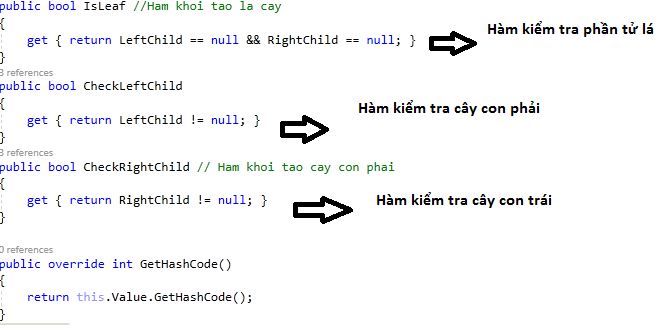 public bool IsLeaf //Ham khoi tao la cay
{
get { return LeftChild == null && RightChild == null; }
Hàm kiểm tra phần tử lá
}
3 references
public bool CheckLeftChild
{
Hàm kiểm tra cây con phải
get { return LeftChild != null; }
}
3 references
public bool CheckRightChild // Ham khoi tao cay con phai
{
get { return RightChild != null; }
Hàm kiểm tra cây con trái
}
0 references
public override int GetHashCode()
{
return this.Value.GetHashCode();
}